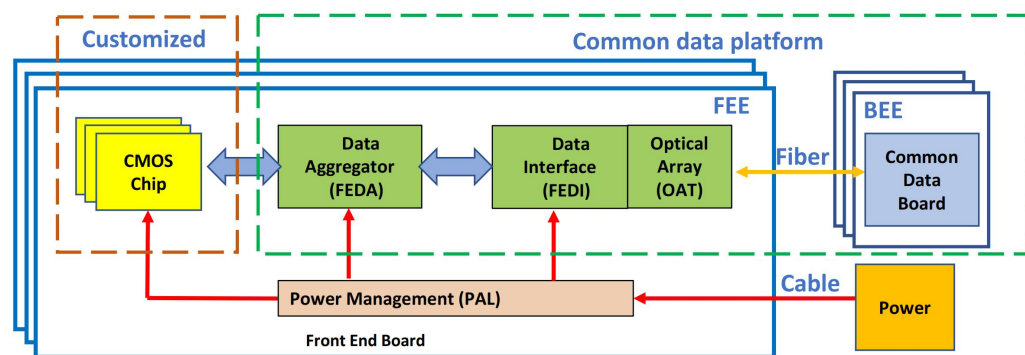 Customized
Common data platform
FEE
BEE
CMOS
Chip
Data
Aggregator
(FEDA)
Data
Interface
(FEDI)
Optical
Array
(OAT)
Fiber
Common
Data
Board
Power Management (PAL)
Cable
Power
Front End Board